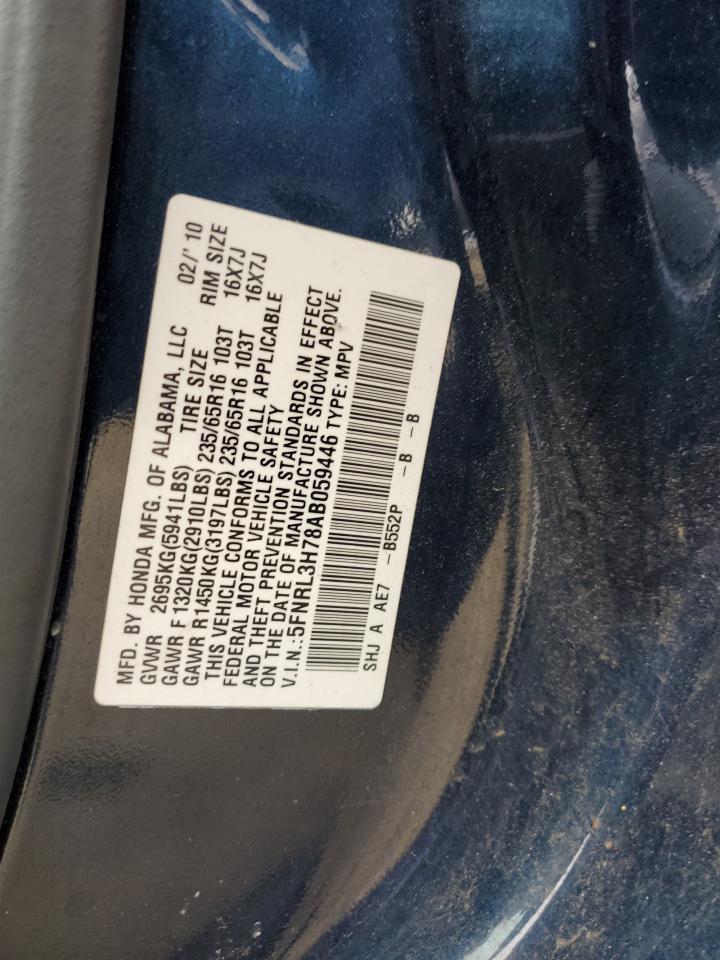 MFD. BY HONDA MFG. OF ALABAMA, LLC 02/' 10
GVWR 2695KG(5941LBS) TIRE SIZE RIM SIZE
GAWR F 1320KG(2910LBS) 235/65R16 103T 16X7J
GAWR R1450KG(3197LBS) 235/65R16 103T 16X7J
THIS VEHICLE CONFORMS TO ALL APPLICABLE
FEDERAL MOTOR VEHICLE SAFETY
AND THEFT PREVENTION STANDARDS IN EFFECT
ON THE DATE OF MANUFACTURE SHOWN ABOVE.
V.I.N.:5FNRL3H78AB059446 TYPE: MPV
SHJ A AE7 -B552P -B -B